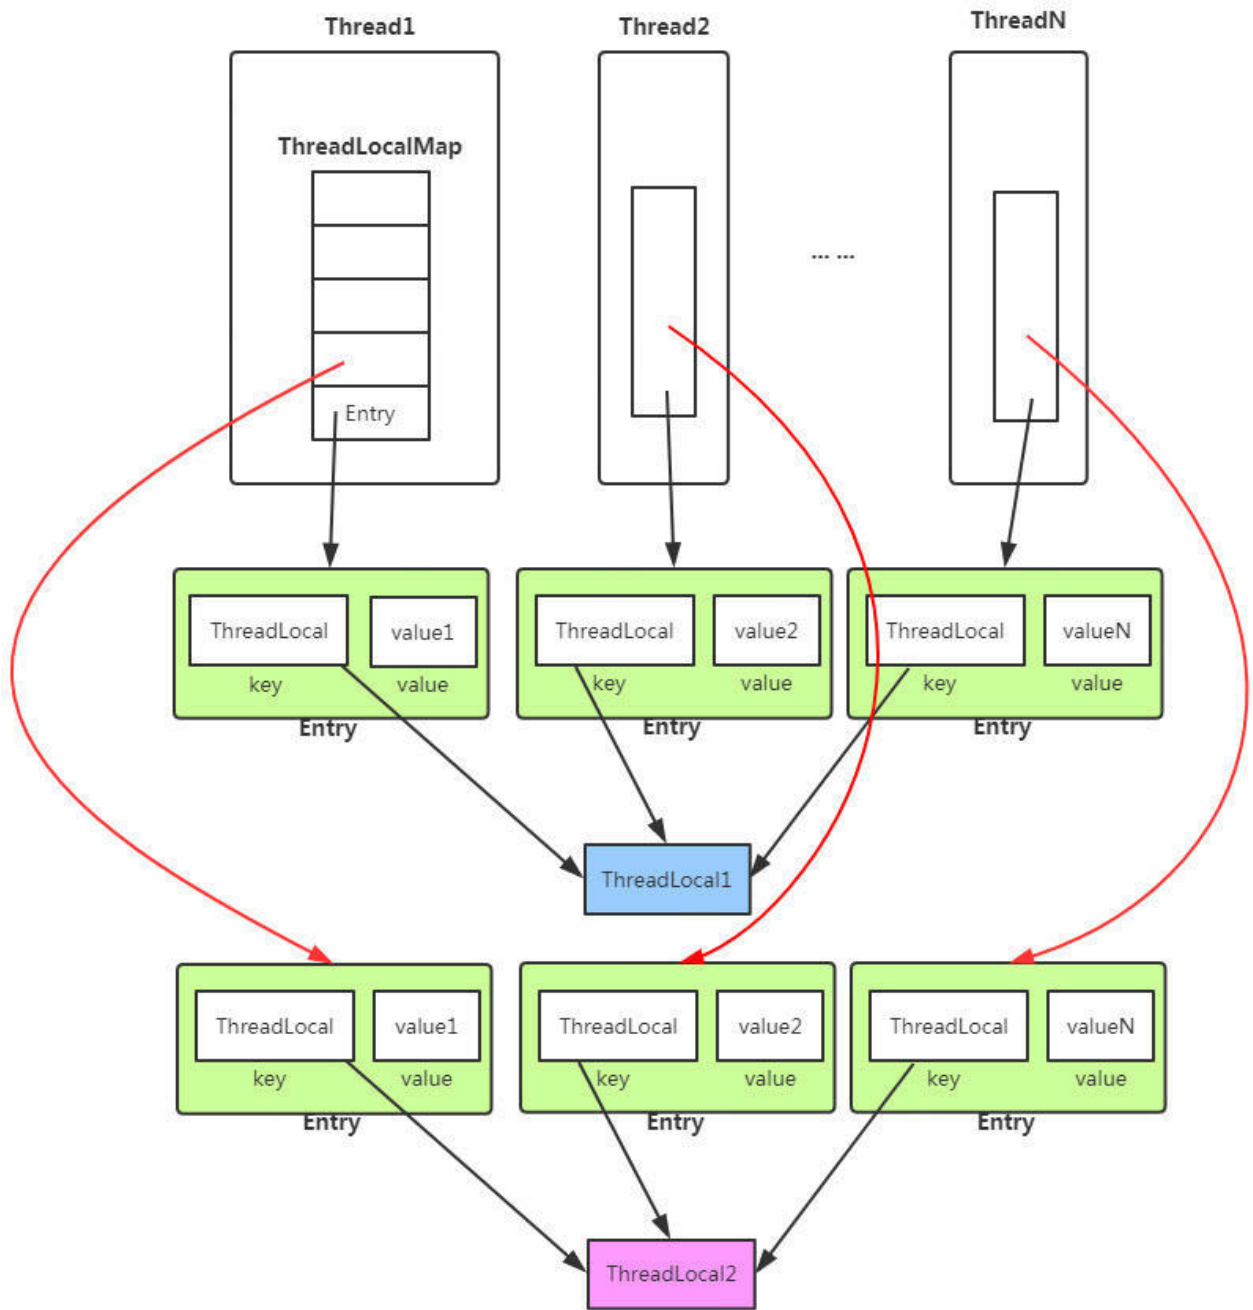 Thread1
Thread2
ThreadN
ThreadLocalMap
... ...
Entry
ThreadLocal
value1
key
value
Entry
ThreadLocal
value2
key
value
Entry
ThreadLocal
valueN
key
value
Entry
ThreadLocal1
ThreadLocal
value1
key
value
Entry
ThreadLocal
value2
key
value
Entry
ThreadLocal
valueN
key
value
Entry
ThreadLocal2